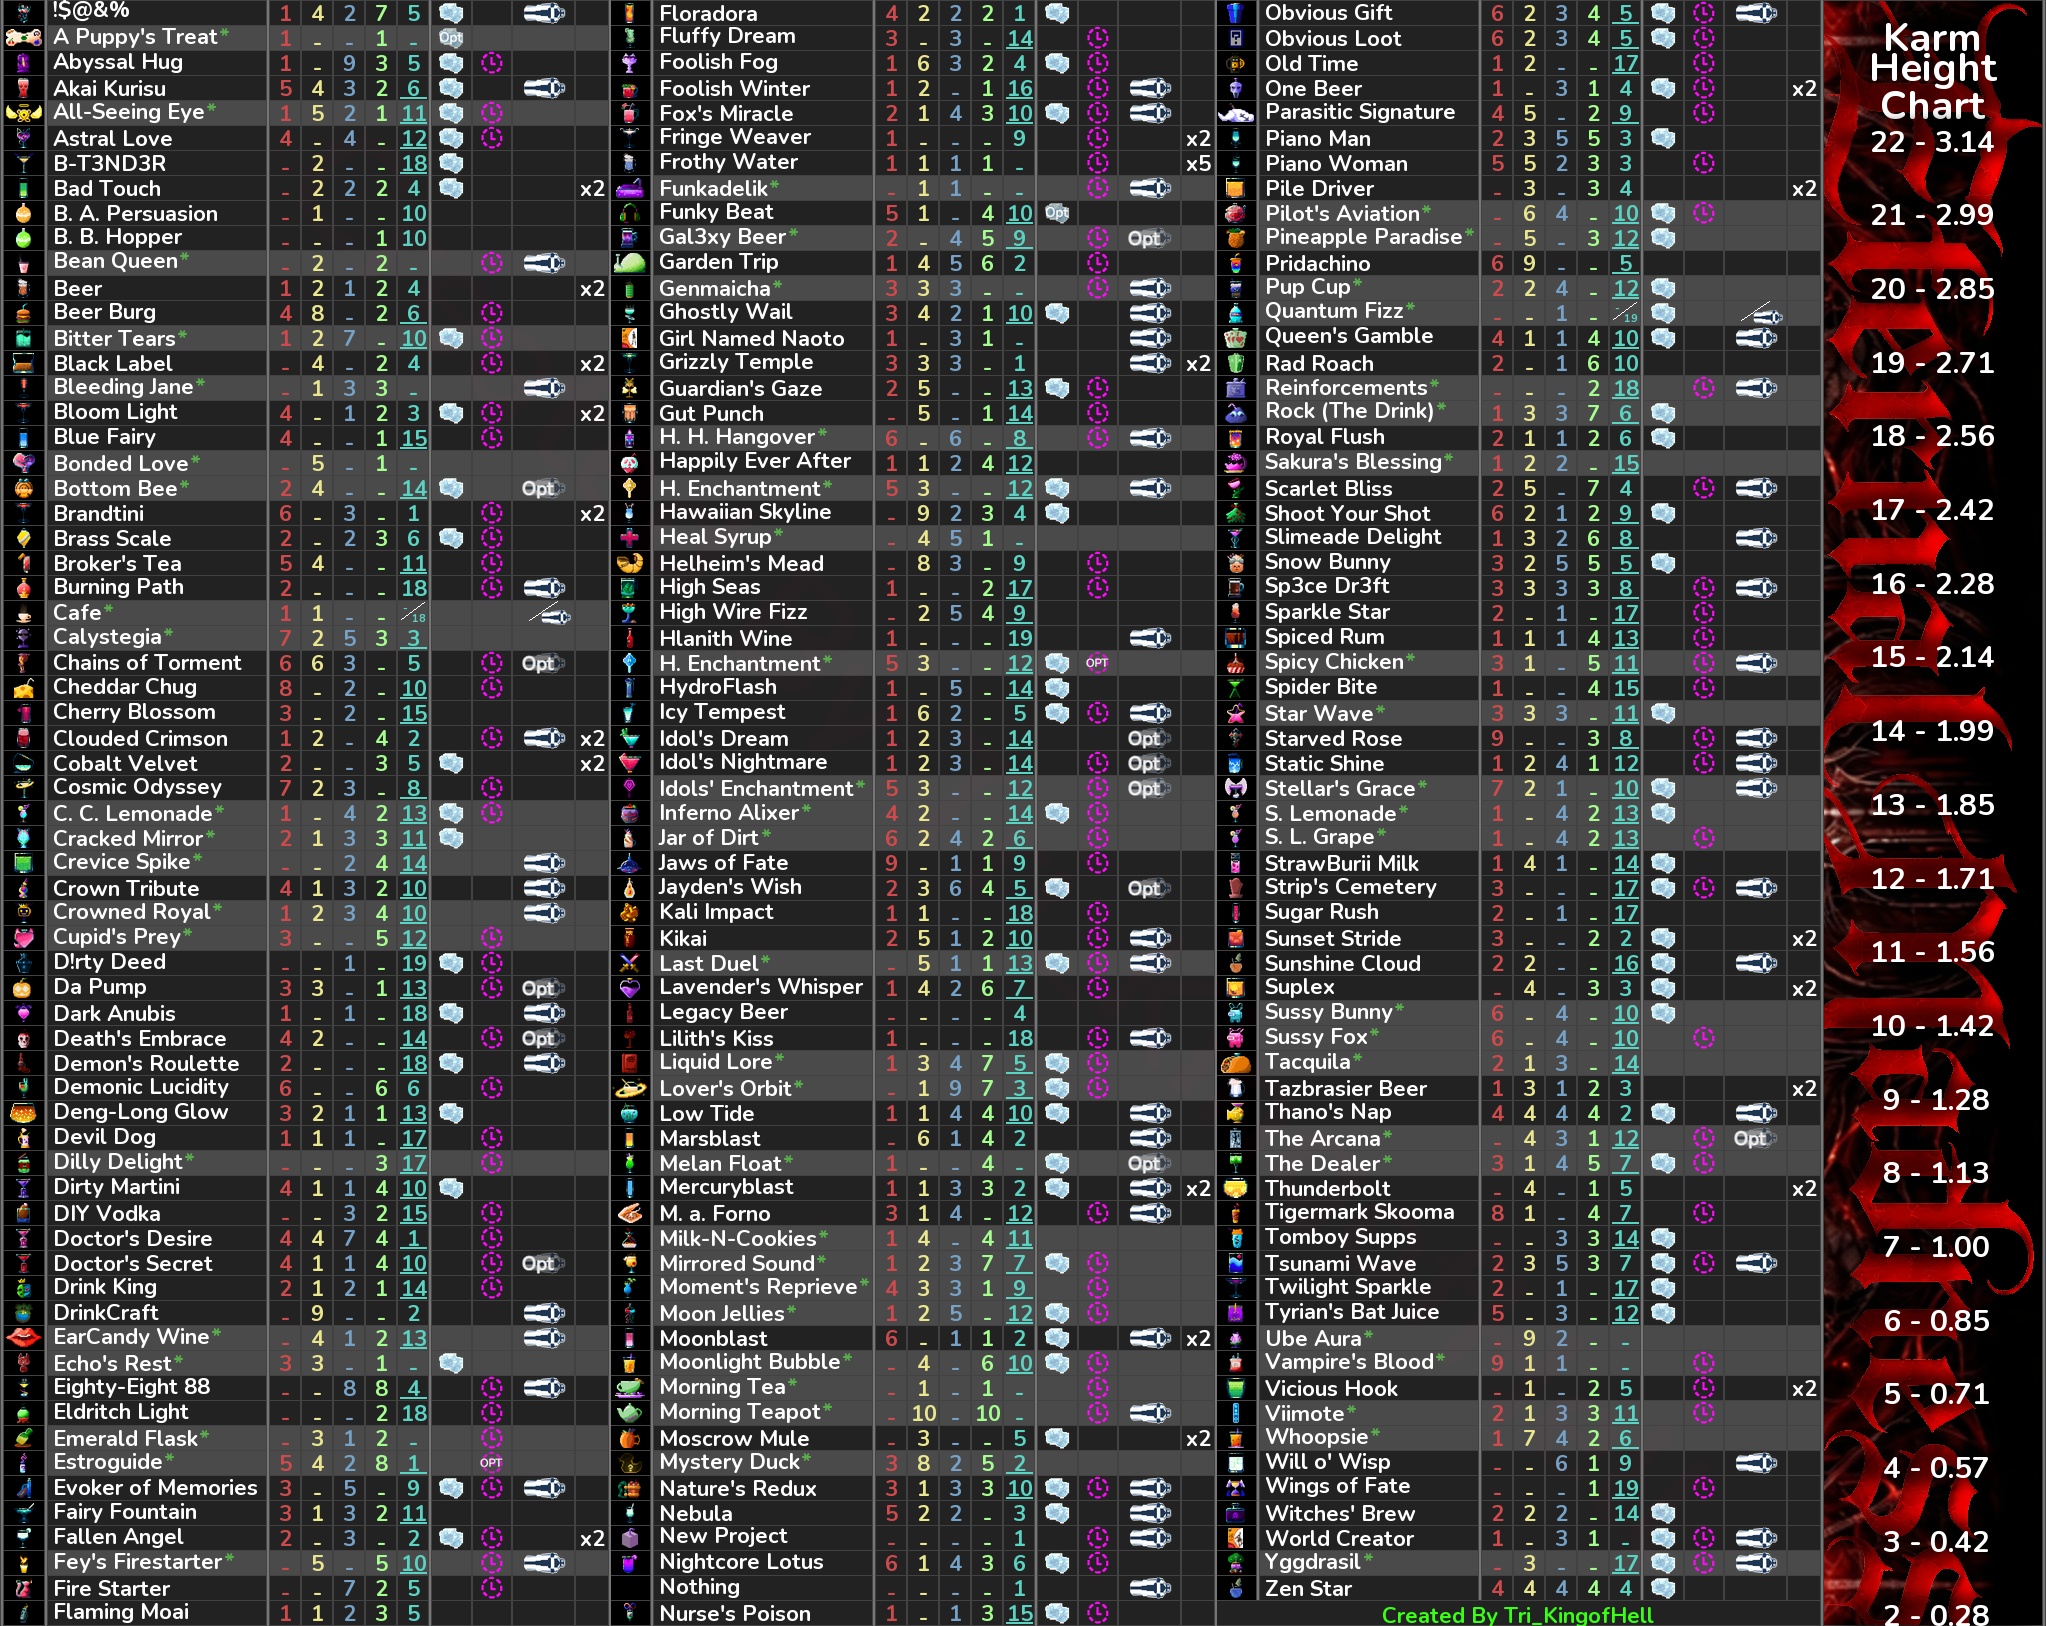 !$@&% 1 4 2 7 5
A Puppy's Treat* 1 - - 1 - Opt
Abyssal Hug 1 - 9 3 5
Akai Kurisu 5 4 3 2 6
All-Seeing Eye* 1 5 2 1 11
Astral Love 4 - 4 - 12
B-T3ND3R - 2 - - 18
Bad Touch - 2 2 2 4 x2
B. A. Persuasion - 1 - - 10
B. B. Hopper - - - 1 10
Bean Queen* - 2 - 2 -
Beer 1 2 1 2 4 x2
Beer Burg 4 8 - 2 6
Bitter Tears* 1 2 7 - 10
Black Label - 4 - 2 4 x2
Bleeding Jane* - 1 3 3 -
Bloom Light 4 - 1 2 3 x2
Blue Fairy 4 - - 1 15
Bonded Love* - 5 - 1 -
Bottom Bee* 2 4 - - 14 Opt
Brandtini 6 - 3 - 1 x2
Brass Scale 2 - 2 3 6
Broker's Tea 5 4 - - 11
Burning Path 2 - - - 18
Cafe* 1 1 - - -/18
Calystegia* 7 2 5 3 3
Chains of Torment 6 6 3 - 5 Opt
Cheddar Chug 8 - 2 - 10
Cherry Blossom 3 - 2 - 15
Clouded Crimson 1 2 - 4 2 x2
Cobalt Velvet 2 - - 3 5 x2
Cosmic Odyssey 7 2 3 - 8
C. C. Lemonade* 1 - 4 2 13
Cracked Mirror* 2 1 3 3 11
Crevice Spike* - - 2 4 14
Crown Tribute 4 1 3 2 10
Crowned Royal* 1 2 3 4 10
Cupid's Prey* 3 - - 5 12
D!rty Deed - - 1 - 19
Da Pump 3 3 - 1 13 Opt
Dark Anubis 1 - 1 - 18
Death's Embrace 4 2 - - 14 Opt
Demon's Roulette 2 - - - 18
Demonic Lucidity 6 - - 6 6
Deng-Long Glow 3 2 1 1 13
Devil Dog 1 1 1 - 17
Dilly Delight* - - - 3 17
Dirty Martini 4 1 1 4 10
DIY Vodka - - 3 2 15
Doctor's Desire 4 4 7 4 1
Doctor's Secret 4 1 1 4 10 Opt
Drink King 2 1 2 1 14
DrinkCraft - 9 - - 2
EarCandy Wine* - 4 1 2 13
Echo's Rest* 3 3 - 1 -
Eighty-Eight 88 - - 8 8 4
Eldritch Light - - - 2 18
Emerald Flask* - 3 1 2 -
Estroguide* 5 4 2 8 1 OPT
Evoker of Memories 3 - 5 - 9
Fairy Fountain 3 1 3 2 11
Fallen Angel 2 - 3 - 2 x2
Fey's Firestarter* - 5 - 5 10
Fire Starter - - 7 2 5
Flaming Moai 1 1 2 3 5
Floradora 4 2 2 2 1
Fluffy Dream 3 - 3 - 14
Foolish Fog 1 6 3 2 4
Foolish Winter 1 2 - 1 16
Fox's Miracle 2 1 4 3 10
Fringe Weaver 1 - - - 9 x2
Frothy Water 1 1 1 1 - x5
Funkadelik* - 1 1 - -
Funky Beat 5 1 - 4 10 Opt
Gal3xy Beer* 2 - 4 5 9 Opt
Garden Trip 1 4 5 6 2
Genmaicha* 3 3 3 - -
Ghostly Wail 3 4 2 1 10
Girl Named Naoto 1 - 3 1 -
Grizzly Temple 3 3 3 - 1 x2
Guardian's Gaze 2 5 - - 13
Gut Punch - 5 - 1 14
H. H. Hangover* 6 - 6 - 8
Happily Ever After 1 1 2 4 12
H. Enchantment* 5 3 - - 12
Hawaiian Skyline - 9 2 3 4
Heal Syrup* - 4 5 1 -
Helheim's Mead - 8 3 - 9
High Seas 1 - - 2 17
High Wire Fizz - 2 5 4 9
Hlanith Wine 1 - - - 19
H. Enchantment* 5 3 - - 12 OPT
HydroFlash 1 - 5 - 14
Icy Tempest 1 6 2 - 5
Idol's Dream 1 2 3 - 14 Opt
Idol's Nightmare 1 2 3 - 14 Opt
Idols' Enchantment* 5 3 - - 12 Opt
Inferno Alixer* 4 2 - - 14
Jar of Dirt* 6 2 4 2 6
Jaws of Fate 9 - 1 1 9
Jayden's Wish 2 3 6 4 5 Opt
Kali Impact 1 1 - - 18
Kikai 2 5 1 2 10
Last Duel* - 5 1 1 13
Lavender's Whisper 1 4 2 6 7
Legacy Beer - - - - 4
Lilith's Kiss 1 - - - 18
Liquid Lore* 1 3 4 7 5
Lover's Orbit* - 1 9 7 3
Low Tide 1 1 4 4 10
Marsblast - 6 1 4 2
Melan Float* 1 - - 4 - Opt
Mercuryblast 1 1 3 3 2 x2
M. a. Forno 3 1 4 - 12
Milk-N-Cookies* 1 4 - 4 11
Mirrored Sound* 1 2 3 7 7
Moment's Reprieve* 4 3 3 1 9
Moon Jellies* 1 2 5 - 12
Moonblast 6 - 1 1 2 x2
Moonlight Bubble* - 4 - 6 10
Morning Tea* - 1 - 1 -
Morning Teapot* - 10 - 10 -
Moscrow Mule - 3 - - 5 x2
Mystery Duck* 3 8 2 5 2
Nature's Redux 3 1 3 3 10
Nebula 5 2 2 - 3
New Project - - - - 1
Nightcore Lotus 6 1 4 3 6
Nothing - - - - 1
Nurse's Poison 1 - 1 3 15
Obvious Gift 6 2 3 4 5
Obvious Loot 6 2 3 4 5
Old Time 1 2 - - 17
One Beer 1 - 3 1 4 x2
Parasitic Signature 4 5 - 2 9
Piano Man 2 3 5 5 3
Piano Woman 5 5 2 3 3
Pile Driver - 3 - 3 4 x2
Pilot's Aviation* - 6 4 - 10
Pineapple Paradise* - 5 - 3 12
Pridachino 6 9 - - 5
Pup Cup* 2 2 4 - 12
Quantum Fizz* - - 1 - -/19
Queen's Gamble 4 1 1 4 10
Rad Roach 2 - 1 6 10
Reinforcements* - - - 2 18
Rock (The Drink)* 1 3 3 7 6
Royal Flush 2 1 1 2 6
Sakura's Blessing* 1 2 2 - 15
Scarlet Bliss 2 5 - 7 4
Shoot Your Shot 6 2 1 2 9
Slimeade Delight 1 3 2 6 8
Snow Bunny 3 2 5 5 5
Sp3ce Dr3ft 3 3 3 3 8
Sparkle Star 2 - 1 - 17
Spiced Rum 1 1 1 4 13
Spicy Chicken* 3 1 - 5 11
Spider Bite 1 - - 4 15
Star Wave* 3 3 3 - 11
Starved Rose 9 - - 3 8
Static Shine 1 2 4 1 12
Stellar's Grace* 7 2 1 - 10
S. Lemonade* 1 - 4 2 13
S. L. Grape* 1 - 4 2 13
StrawBurii Milk 1 4 1 - 14
Strip's Cemetery 3 - - - 17
Sugar Rush 2 - 1 - 17
Sunset Stride 3 - - 2 2 x2
Sunshine Cloud 2 2 - - 16
Suplex - 4 - 3 3 x2
Sussy Bunny* 6 - 4 - 10
Sussy Fox* 6 - 4 - 10
Tacquila* 2 1 3 - 14
Tazbrasier Beer 1 3 1 2 3 x2
Thano's Nap 4 4 4 4 2
The Arcana* - 4 3 1 12 Opt
The Dealer* 3 1 4 5 7
Thunderbolt - 4 - 1 5 x2
Tigermark Skooma 8 1 - 4 7
Tomboy Supps - - 3 3 14
Tsunami Wave 2 3 5 3 7
Twilight Sparkle 2 - 1 - 17
Tyrian's Bat Juice 5 - 3 - 12
Ube Aura* - 9 2 - -
Vampire's Blood* 9 1 1 - -
Vicious Hook - 1 - 2 5 x2
Viimote* 2 1 3 3 11
Whoopsie* 1 7 4 2 6
Will o' Wisp - - 6 1 9
Wings of Fate - - - 1 19
Witches' Brew 2 2 2 - 14
World Creator 1 - 3 1 -
Yggdrasil* - 3 - - 17
Zen Star 4 4 4 4 4
Created By Tri_KingofHell
Karm
Height
Chart
22 - 3.14
21 - 2.99
20 - 2.85
19 - 2.71
18 - 2.56
17 - 2.42
16 - 2.28
15 - 2.14
14 - 1.99
13 - 1.85
12 - 1.71
11 - 1.56
10 - 1.42
9 - 1.28
8 - 1.13
7 - 1.00
6 - 0.85
5 - 0.71
4 - 0.57
3 - 0.42
2 - 0.28